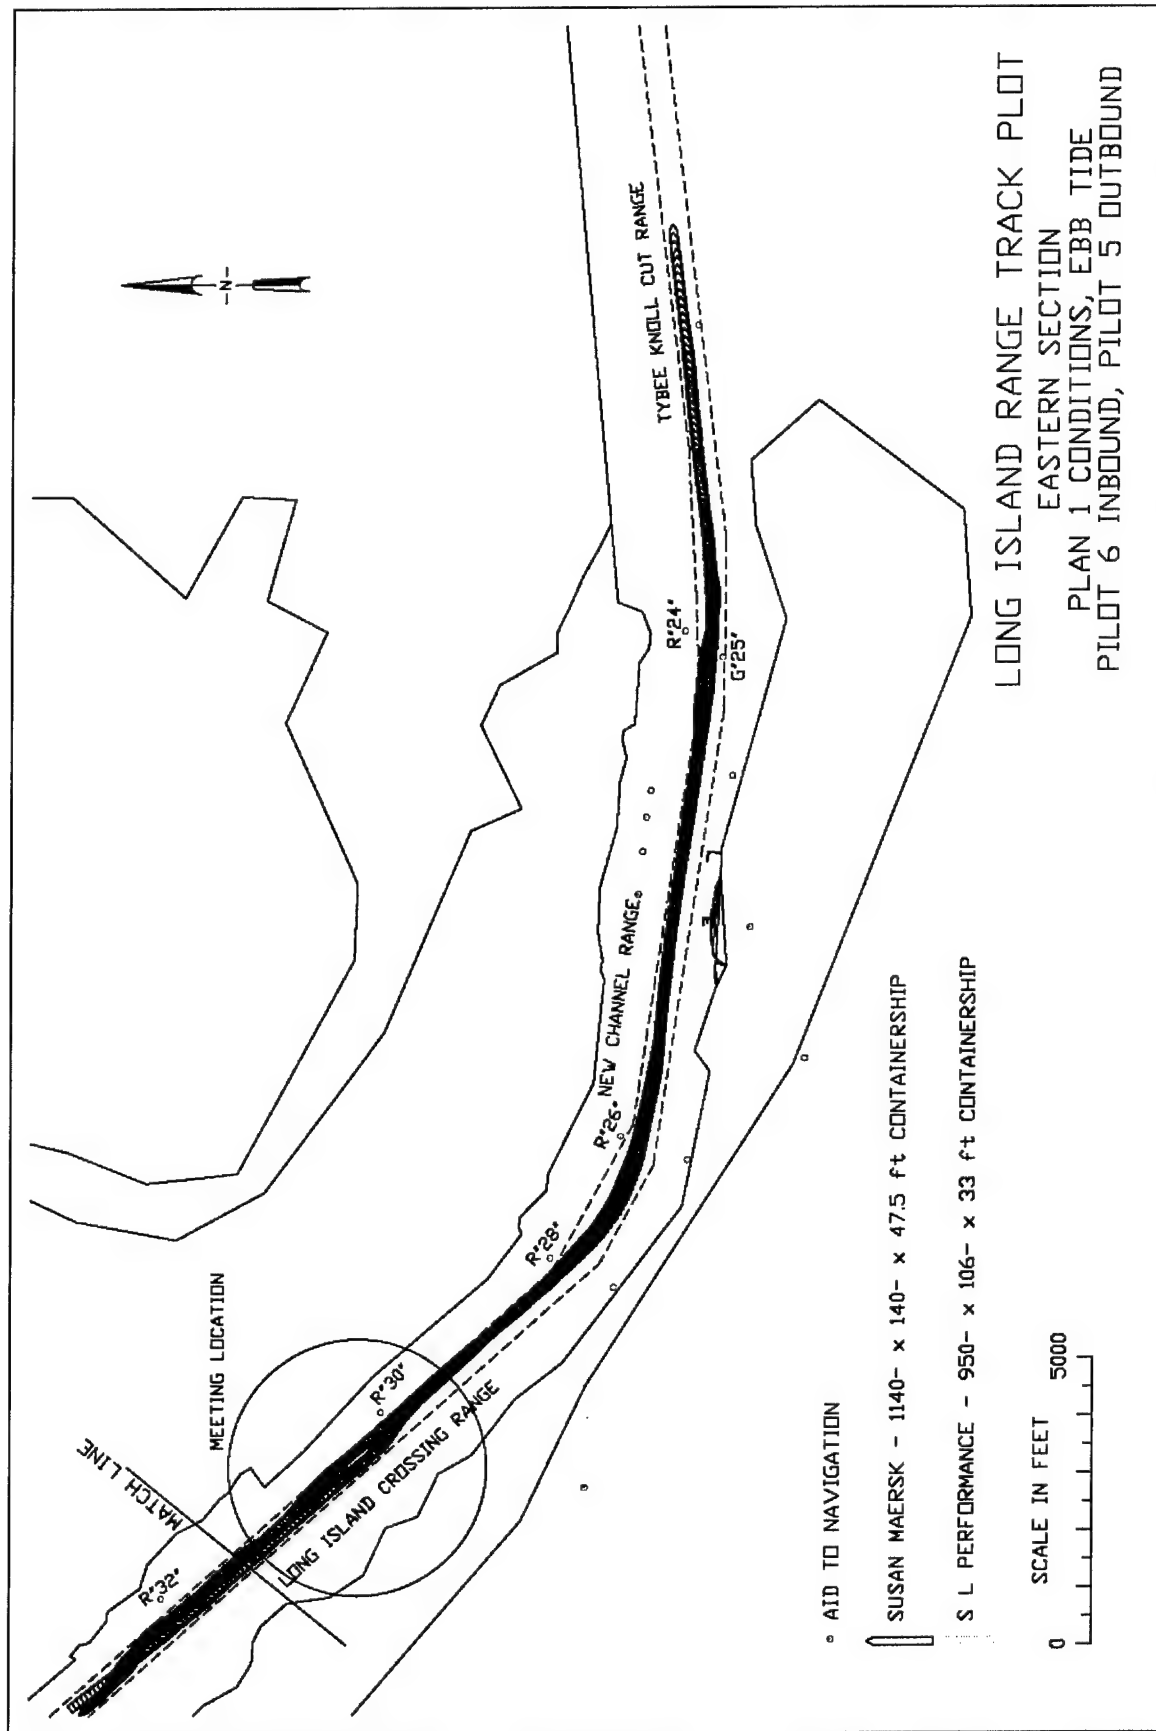 LONG ISLAND RANGE TRACK PLOT
EASTERN SECTION
PLAN 1 CONDITIONS, EBB TIDE
PILOT 6 INBOUND, PILOT 5 OUTBOUND
-N-
MATCH LINE
MEETING LOCATION
R"32"
R"30"
R"28"
R"26"
R"24"
G"25"
LONG ISLAND CROSSING RANGE
NEW CHANNEL RANGE
TYBEE KNOLL CUT RANGE
AID TO NAVIGATION
SUSAN MAERSK - 1140- x 140- x 47.5 ft CONTAINERSHIP
S L PERFORMANCE - 950- x 106- x 33 ft CONTAINERSHIP
SCALE IN FEET
0 5000